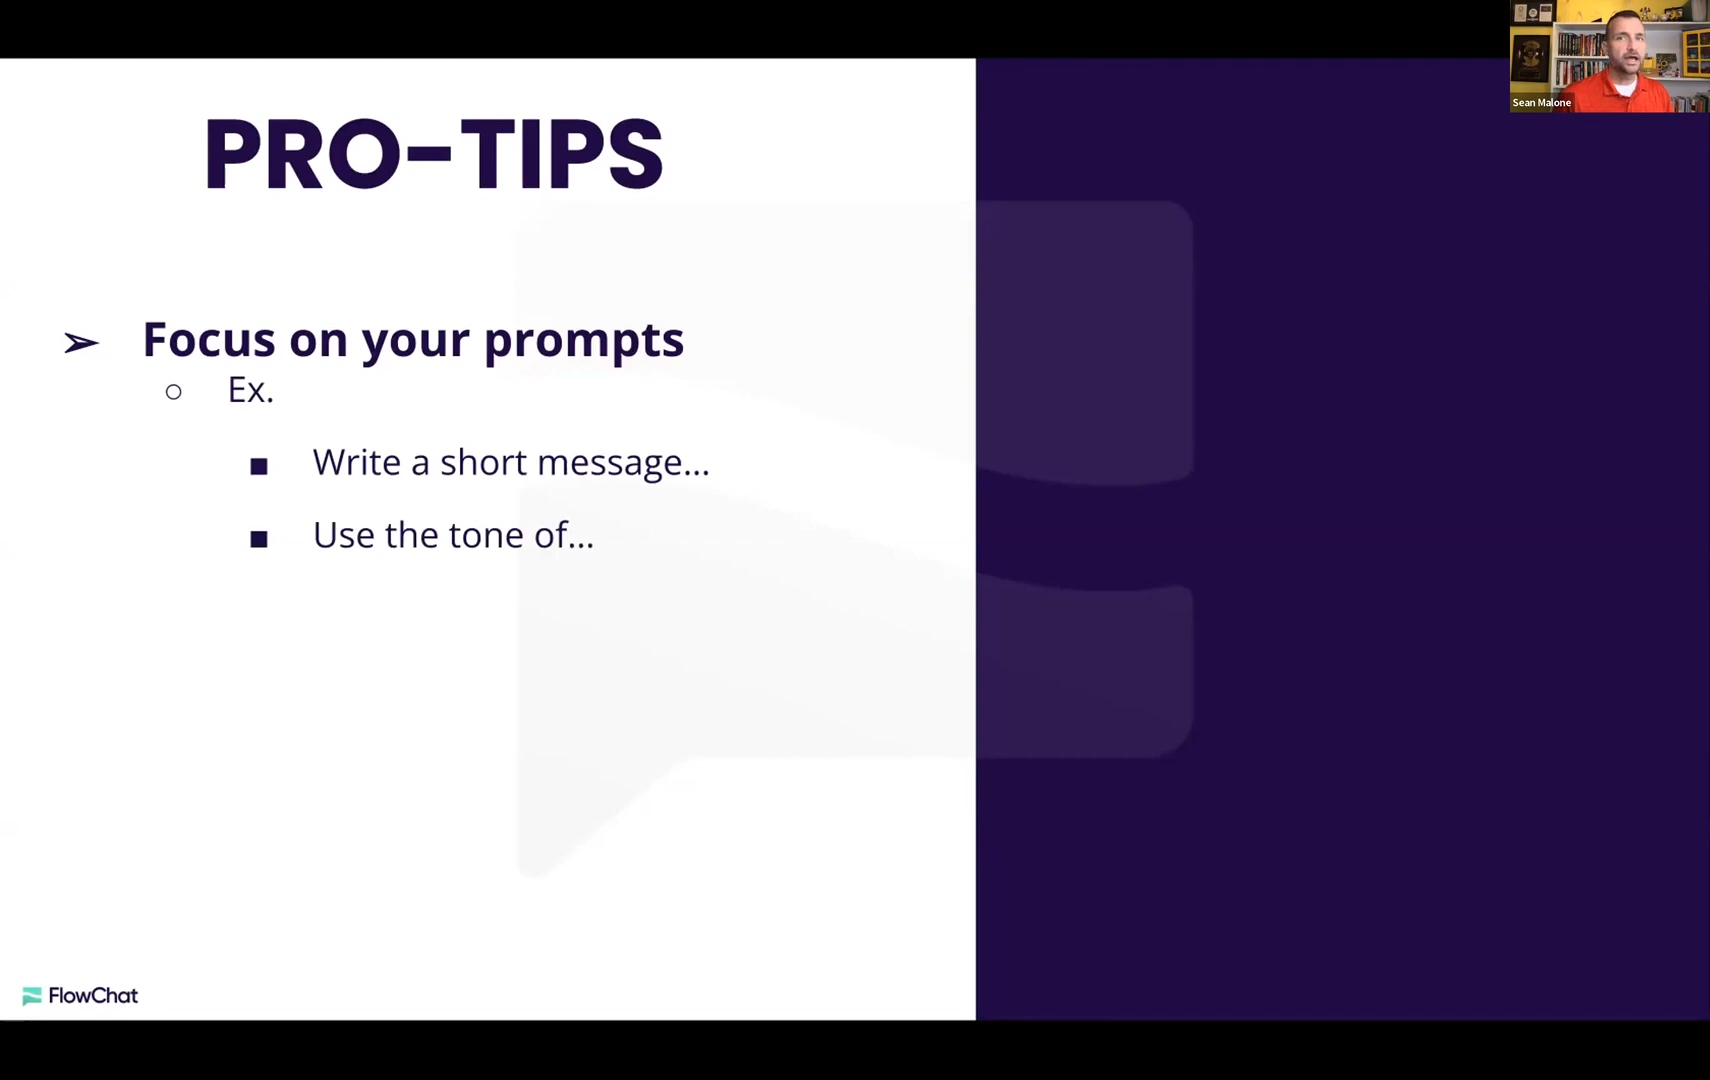 Sean Malone
PRO-TIPS
➢ Focus on your prompts
○ Ex.
■ Write a short message...
■ Use the tone of...
FlowChat